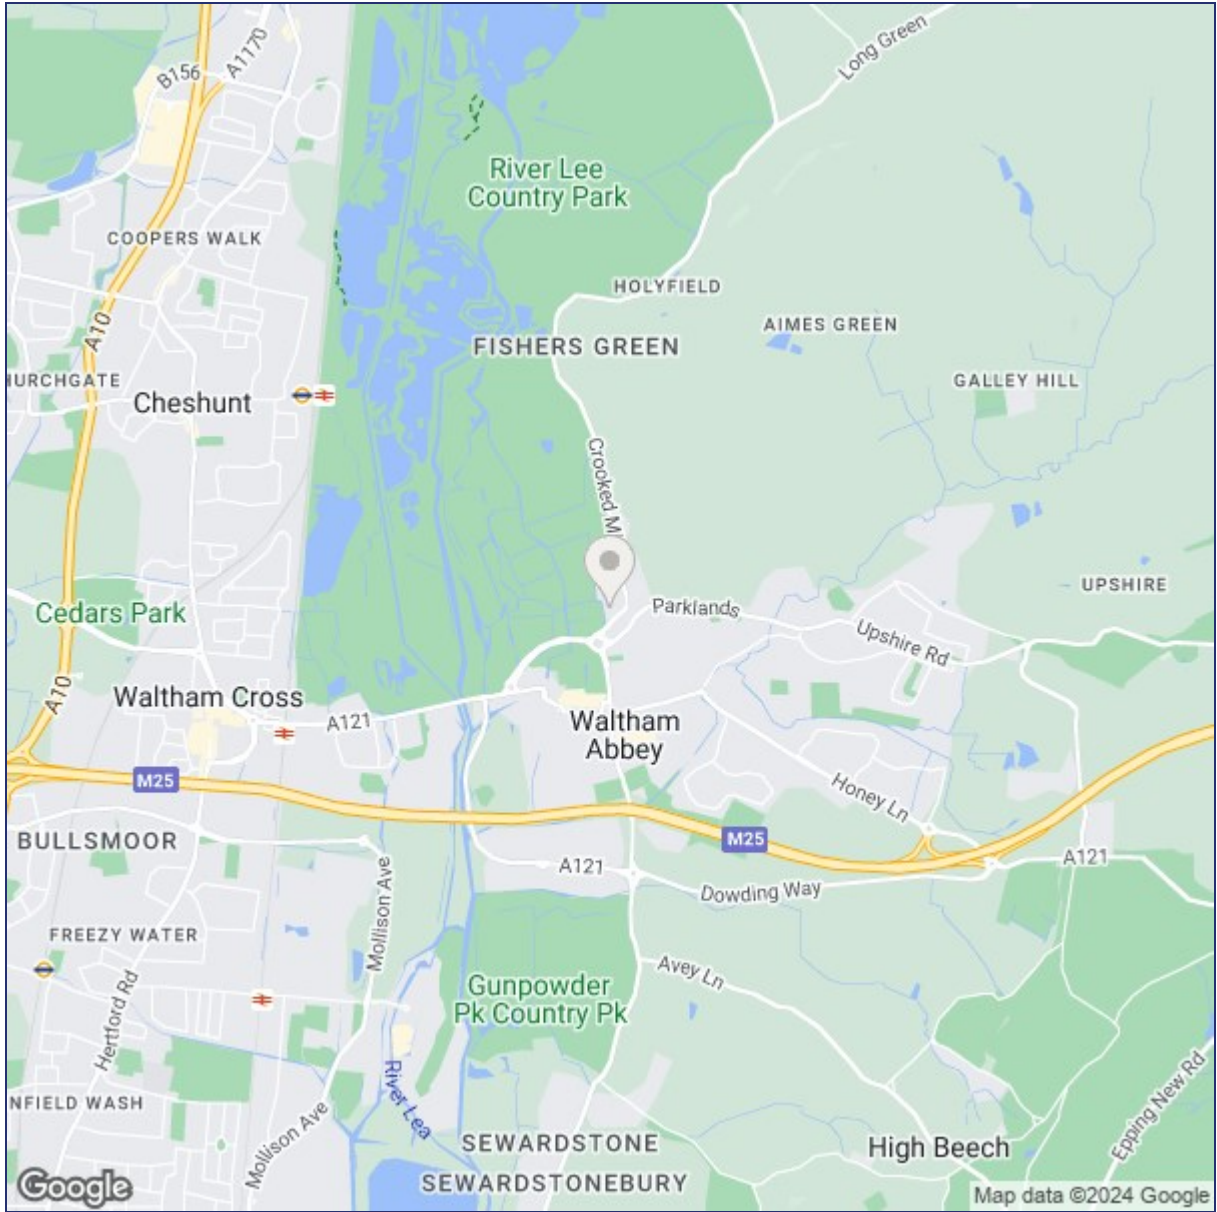 A1170
B156
Long Green
River Lee
Country Park
COOPERS WALK
HOLYFIELD
A10
AIMES GREEN
FISHERS GREEN
HURCHGATE
GALLEY HILL
Cheshunt
Crooked M
UPSHIRE
Cedars Park
Parklands
Upshire Rd
A10
Waltham Cross
A121
Waltham
Abbey
M25
Honey Ln
BULLSMOOR
M25
A121
A121
Mollison Ave
Dowding Way
FREEZY WATER
Avey Ln
Hertford Rd
Gunpowder
Pk Country Pk
River Lea
Epping New Rd
NFIELD WASH
Mollison Ave
SEWARDSTONE
High Beech
SEWARDSTONEBURY
Google
Map data ©2024 Google